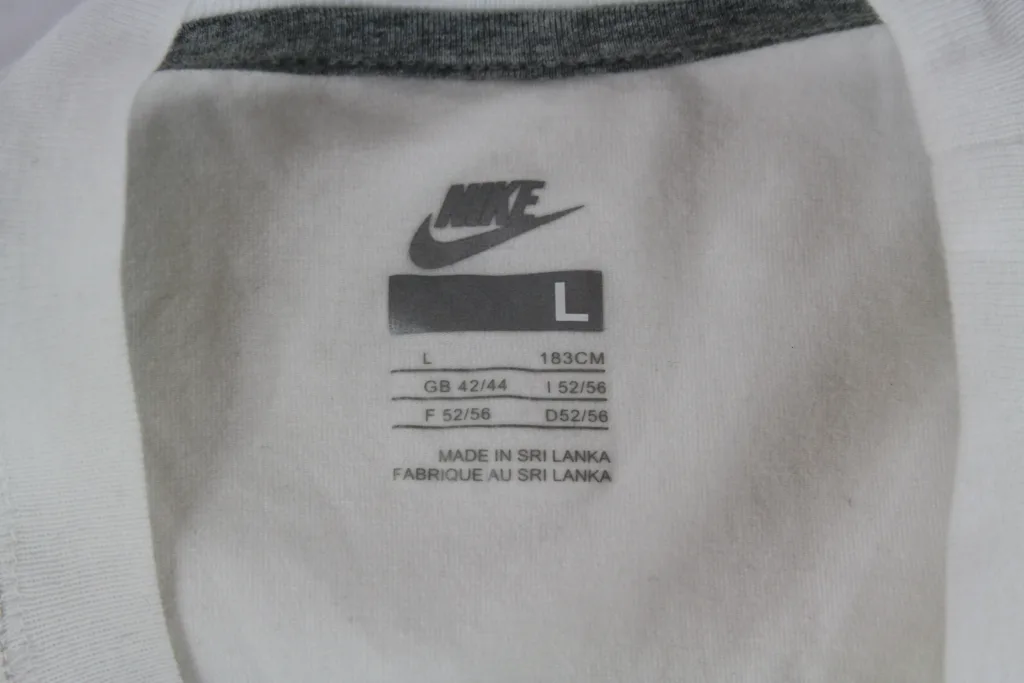 NIKE
L
L 183CM
GB 42/44 I 52/56
F 52/56 D52/56
MADE IN SRI LANKA
FABRIQUE AU SRI LANKA